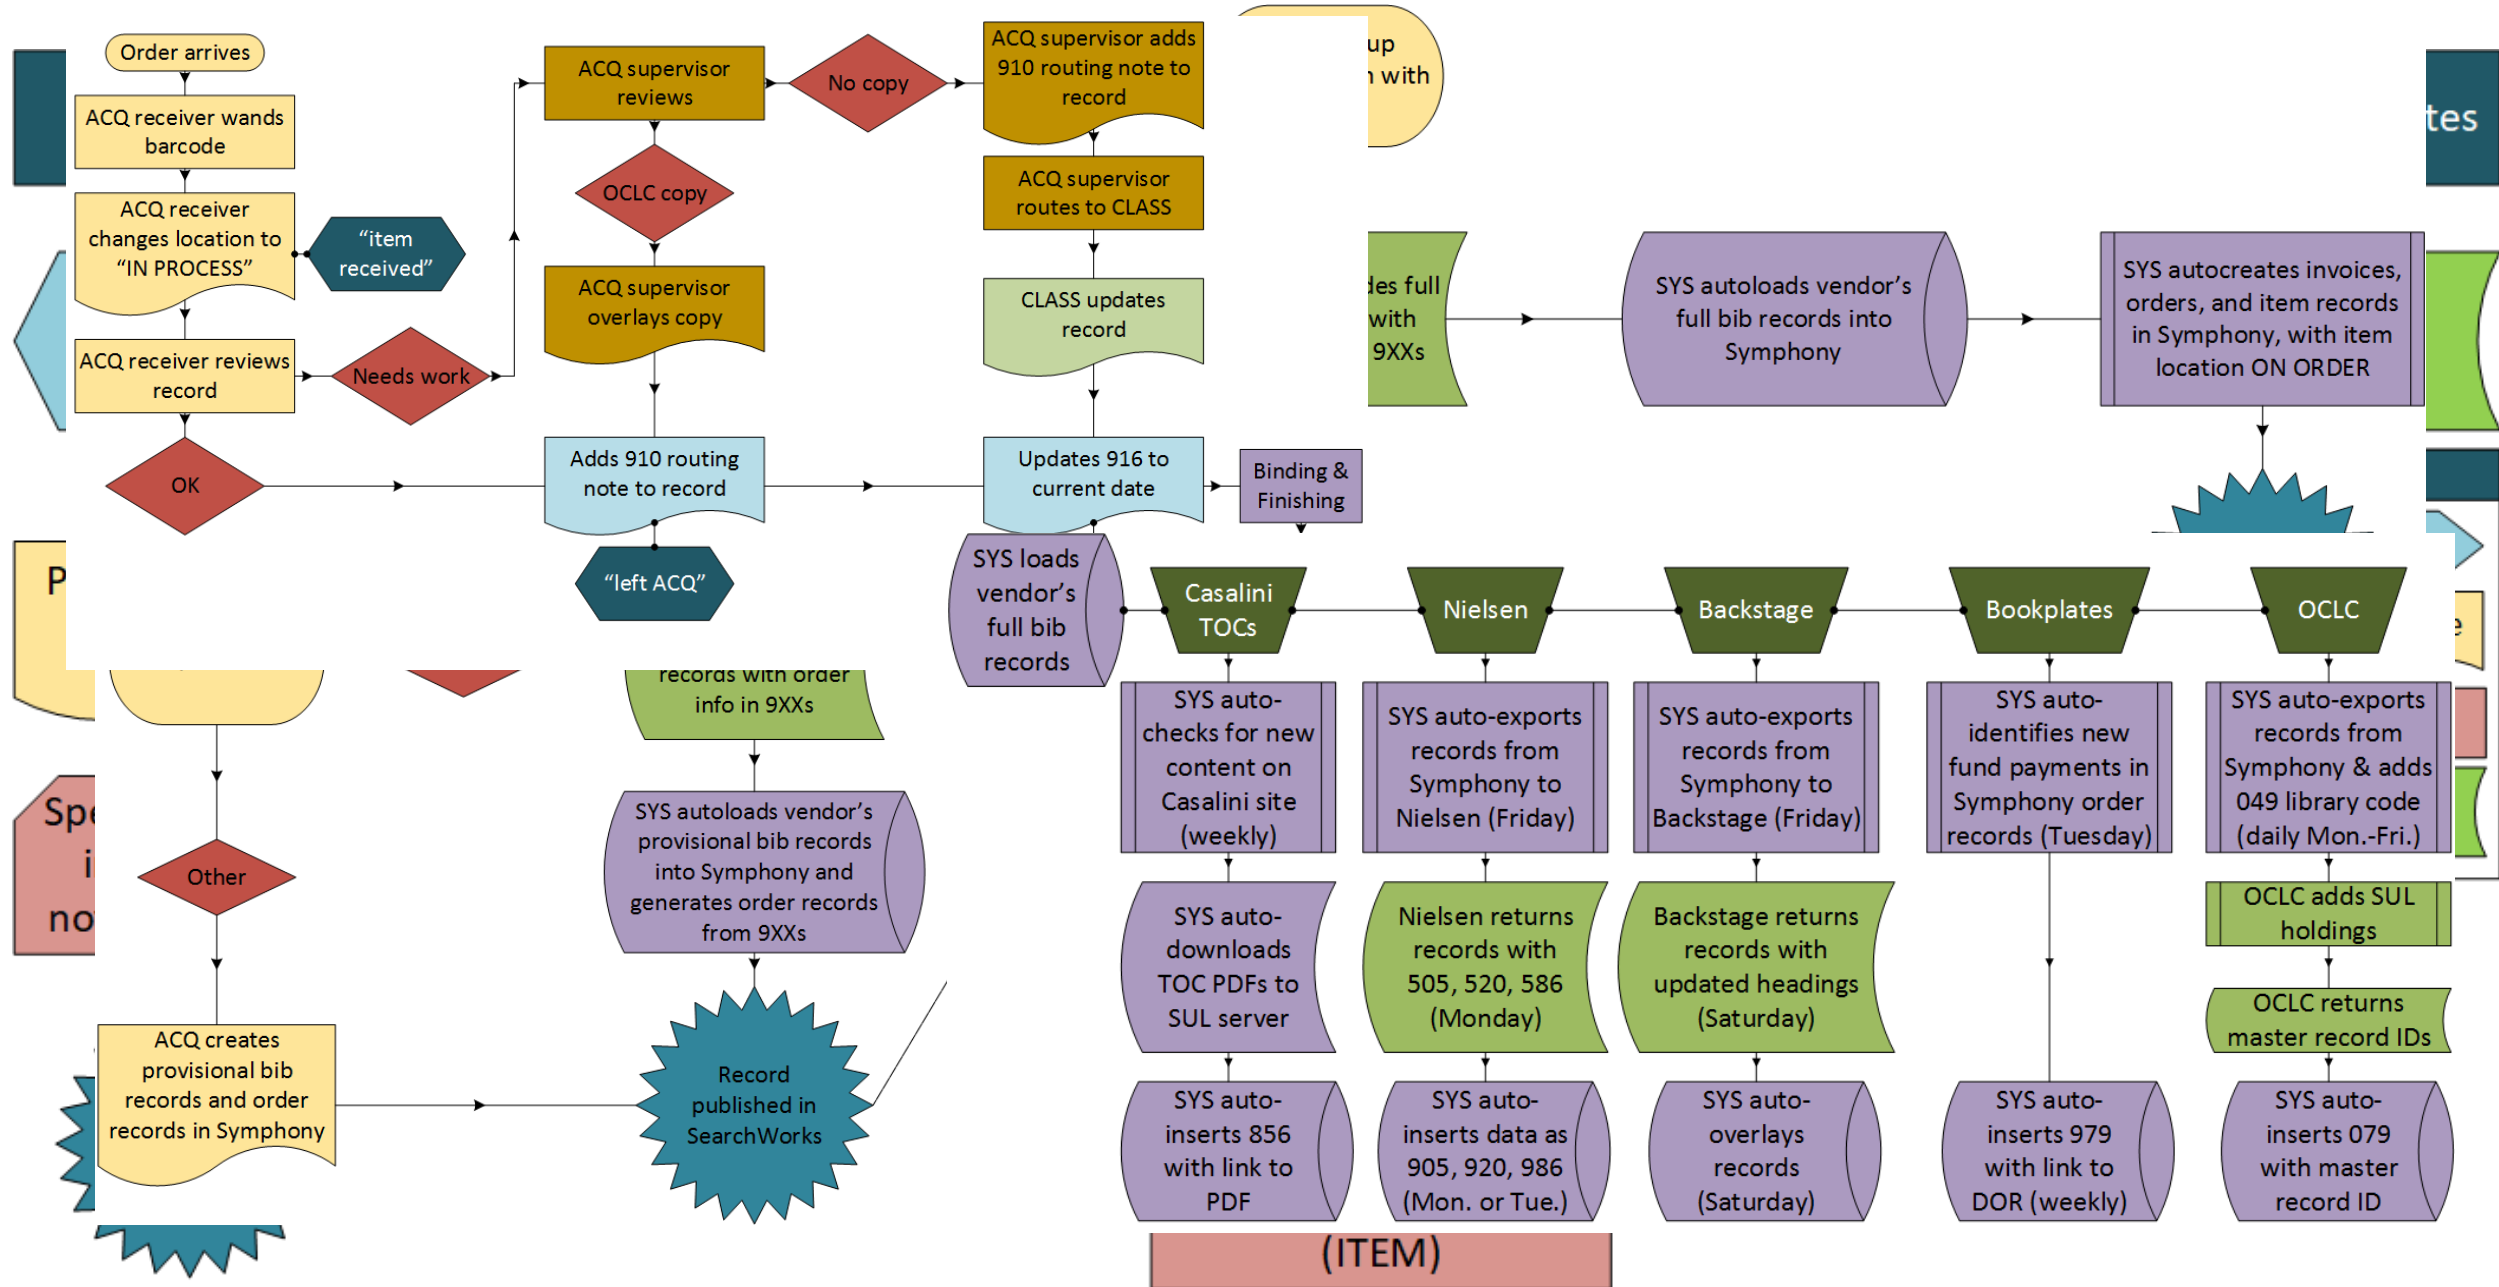 Order arrives
ACQ receiver wands
barcode
ACQ receiver
changes location to
“IN PROCESS”
“item
received”
ACQ receiver reviews
record
Needs work
OK
ACQ supervisor
reviews
No copy
ACQ supervisor adds
910 routing note to
record
OCLC copy
ACQ supervisor
routes to CLASS
ACQ supervisor
overlays copy
CLASS updates
record
Adds 910 routing
note to record
Updates 916 to
current date
Binding &
Finishing
“left ACQ”
up
with
tes
des full
with
9XXs
SYS autoloads vendor’s
full bib records into
Symphony
SYS autocreates invoices,
orders, and item records
in Symphony, with item
location ON ORDER
P
Spe
i
no
e
records with order
info in 9XXs
Other
SYS autoloads vendor’s
provisional bib records
into Symphony and
generates order records
from 9XXs
ACQ creates
provisional bib
records and order
records in Symphony
Record
published in
SearchWorks
SYS loads
vendor’s
full bib
records
Casalini
TOCs
Nielsen
Backstage
Bookplates
OCLC
SYS auto-
checks for new
content on
Casalini site
(weekly)
SYS auto-exports
records from
Symphony to
Nielsen (Friday)
SYS auto-exports
records from
Symphony to
Backstage (Friday)
SYS auto-
identifies new
fund payments in
Symphony order
records (Tuesday)
SYS auto-exports
records from
Symphony & adds
049 library code
(daily Mon.-Fri.)
SYS auto-
downloads
TOC PDFs to
SUL server
Nielsen returns
records with
505, 520, 586
(Monday)
Backstage returns
records with
updated headings
(Saturday)
OCLC adds SUL
holdings
OCLC returns
master record IDs
SYS auto-
inserts 856
with link to
PDF
SYS auto-
inserts data as
905, 920, 986
(Mon. or Tue.)
SYS auto-
overlays
records
(Saturday)
SYS auto-
inserts 979
with link to
DOR (weekly)
SYS auto-
inserts 079
with master
record ID
(ITEM)